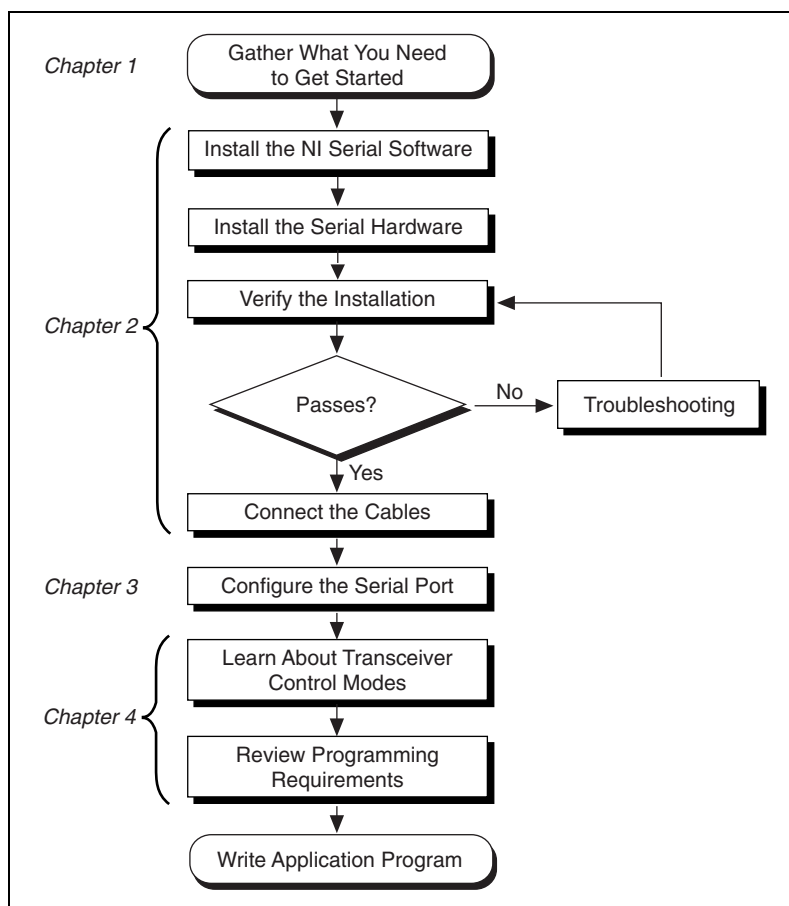 Chapter 1
Gather What You Need
to Get Started
Install the NI Serial Software
Install the Serial Hardware
Verify the Installation
Chapter 2
Passes?
No
Troubleshooting
Yes
Connect the Cables
Chapter 3
Configure the Serial Port
Learn About Transceiver
Control Modes
Chapter 4
Review Programming
Requirements
Write Application Program